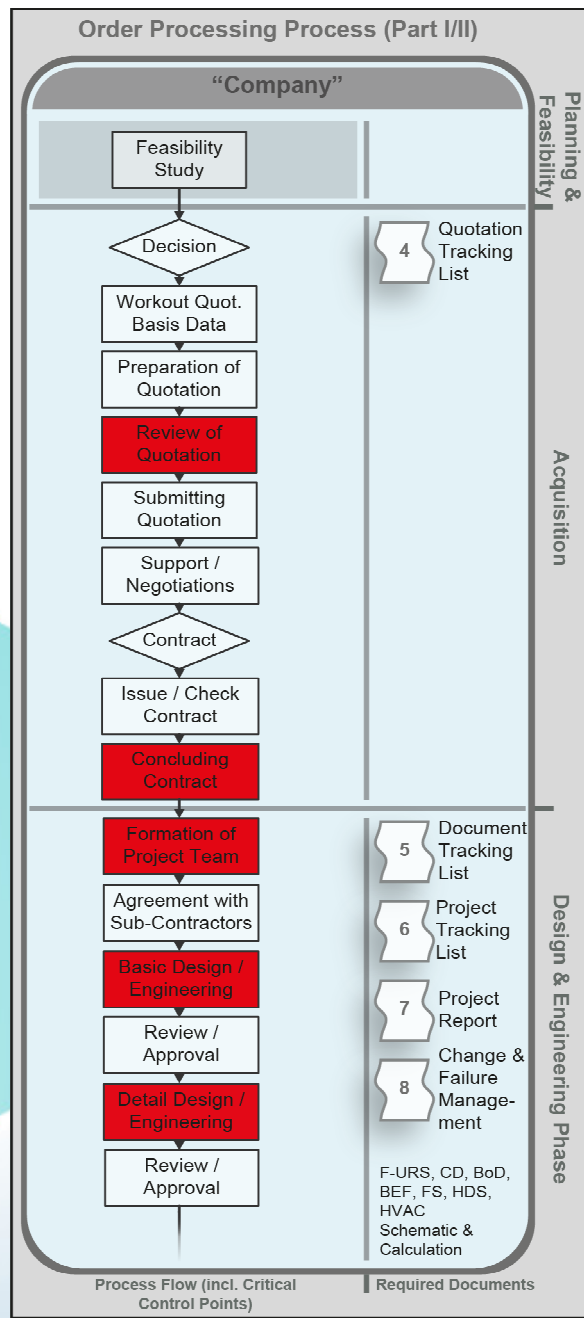 Order Processing Process (Part I/II)
“Company”
Planning &
Feasibility
Feasibility
Study
Decision
4
Quotation
Tracking
List
Workout Quot.
Basis Data
Preparation of
Quotation
Review of
Quotation
Submitting
Quotation
Support /
Negotiations
Contract
Issue / Check
Contract
Concluding
Contract
Acquisition
Formation of
Project Team
Agreement with
Sub-Contractors
Basic Design /
Engineering
Review /
Approval
Detail Design /
Engineering
Review /
Approval
5
Document
Tracking
List
6
Project
Tracking
List
7
Project
Report
8
Change &
Failure
Manage-
ment
F-URS, CD, BoD,
BEF, FS, HDS,
HVAC
Schematic &
Calculation
Design & Engineering Phase
Process Flow (incl. Critical
Control Points)
Required Documents